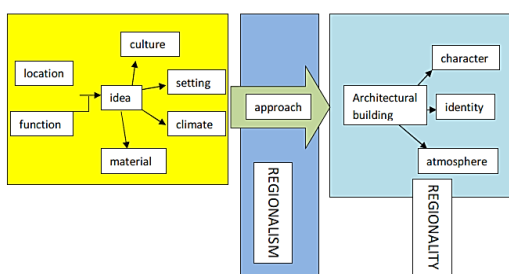 culture
location
setting
idea
function
climate
material
approach
REGIONALISM
character
Architectural
building
identity
atmosphere
REGIONALITY